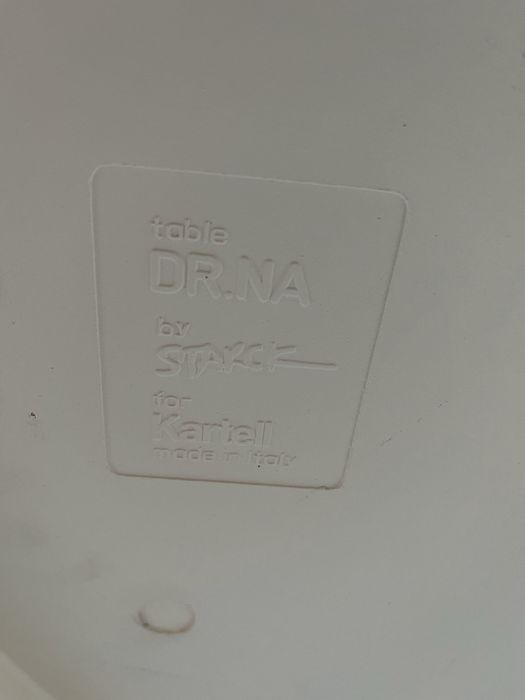 table
DR.NA
by
STARCK
for
Kartell
made in Italy